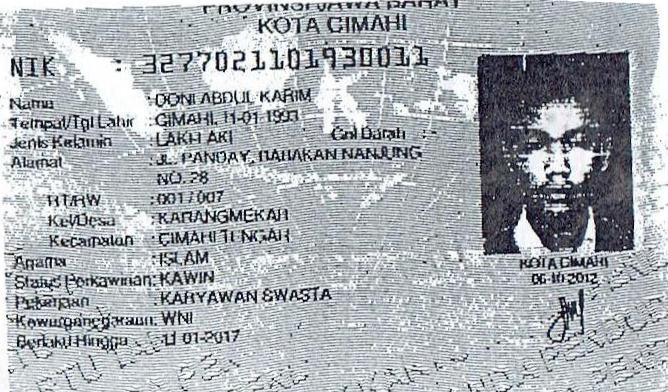 PROVINSI JAWA BARAT
KOTA CIMAHI
NIK : 3277021101930011
Nama : DONI ABDUL KARIM
Tempat/Tgl Lahir : CIMAHI, 11-01-1993
Jenis Kelamin : LAKI-LAKI Gol Darah : -
Alamat : JL. PANDAY, BABAKAN NANJUNG
NO. 28
RT/RW : 001/007
Kel/Desa : KARANGMEKAR
Kecamatan : CIMAHI TENGAH
Agama : ISLAM
Status Perkawinan: KAWIN
Pekerjaan : KARYAWAN SWASTA
Kewarganegaraan: WNI
Berlaku Hingga : 11-01-2017
KOTA CIMAHI
06-10-2012